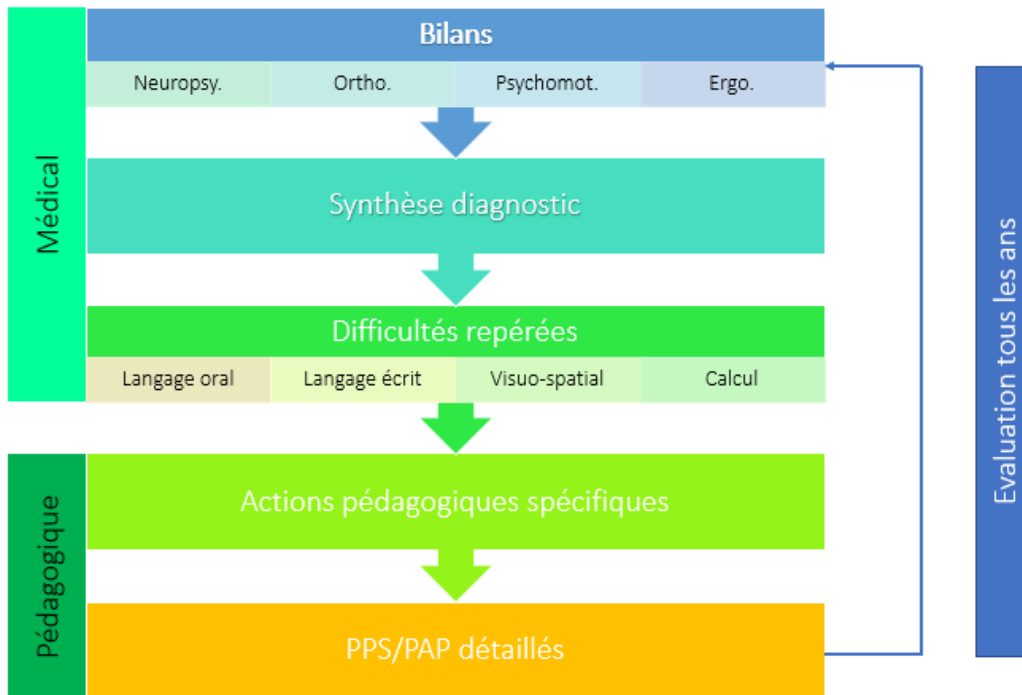 Bilans
Neuropsy.
Ortho.
Psychomot.
Ergo.
Médical
Synthèse diagnostic
Difficultés repérées
Langage oral
Langage écrit
Visuo-spatial
Calcul
Pédagogique
Actions pédagogiques spécifiques
PPS/PAP détaillés
Evaluation tous les ans